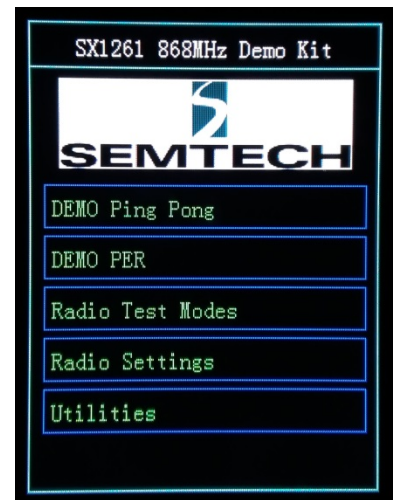 SX1261 868MHz Demo Kit
SEMTECH
DEMO Ping Pong
DEMO PER
Radio Test Modes
Radio Settings
Utilities